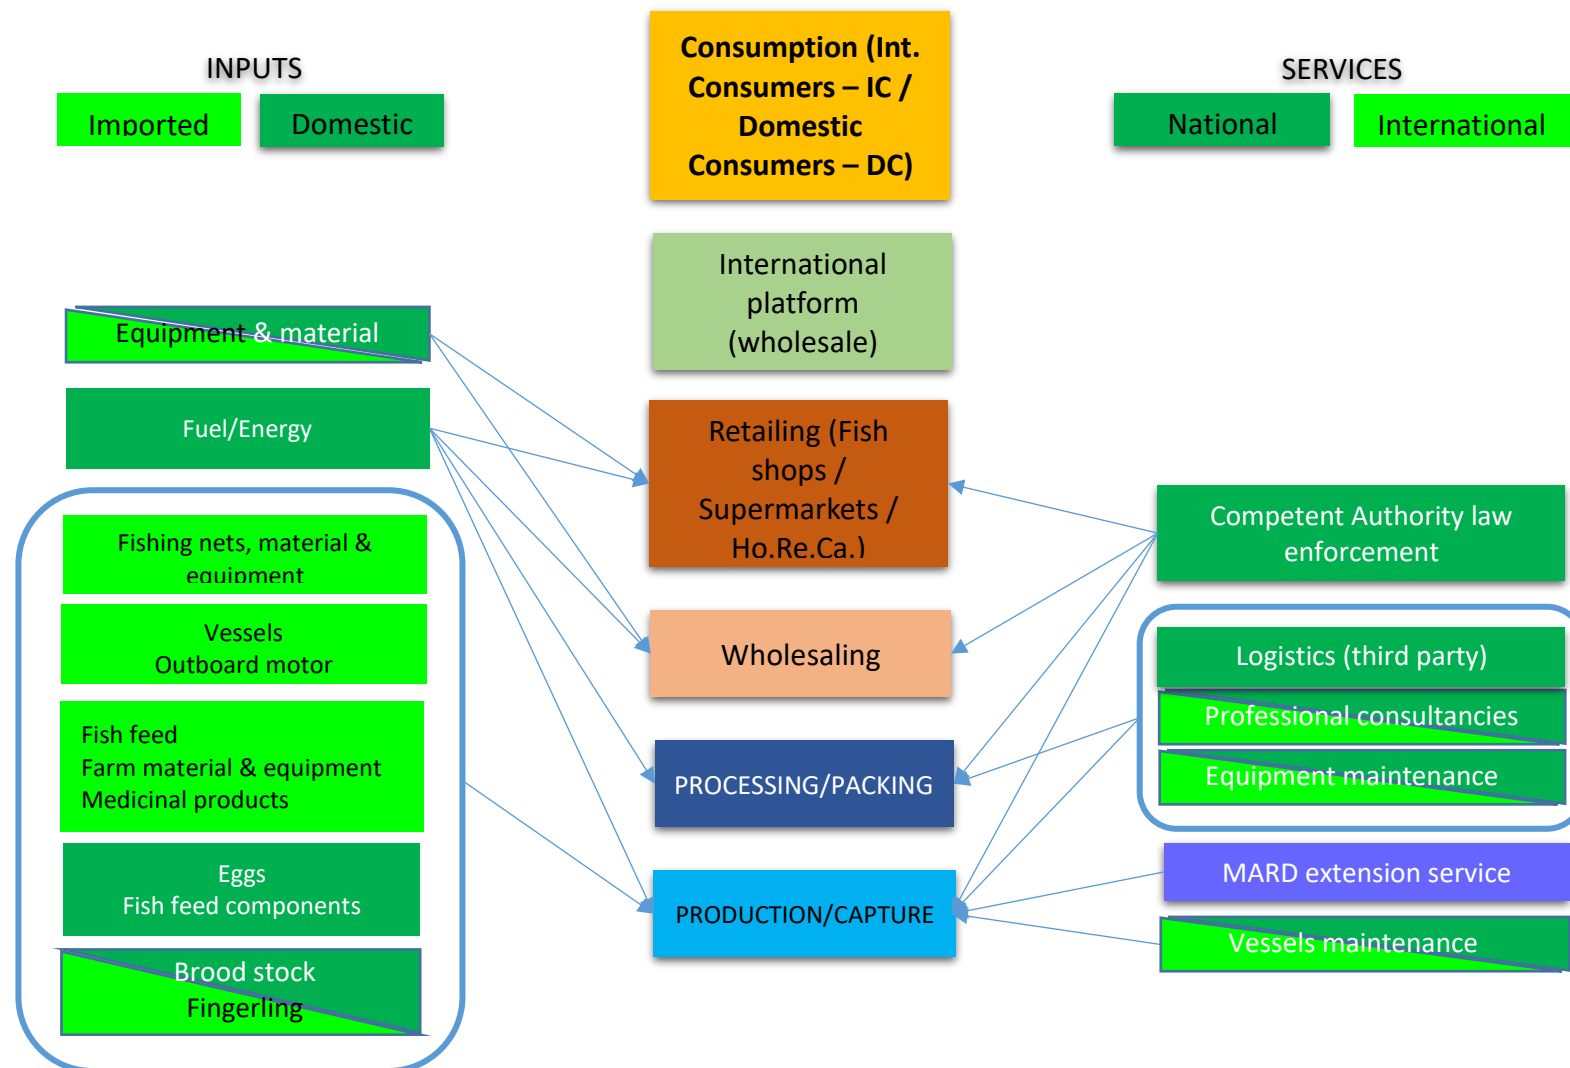 INPUTS
Imported
Domestic
Equipment & material
Fuel/Energy
Fishing nets, material &
equipment
Vessels
Outboard motor
Fish feed
Farm material & equipment
Medicinal products
Eggs
Fish feed components
Brood stock
Fingerling
Consumption (Int.
Consumers – IC /
Domestic
Consumers – DC)
International
platform
(wholesale)
Retailing (Fish
shops /
Supermarkets /
Ho.Re.Ca.)
Wholesaling
PROCESSING/PACKING
PRODUCTION/CAPTURE
SERVICES
National
International
Competent Authority law
enforcement
Logistics (third party)
Professional consultancies
Equipment maintenance
MARD extension service
Vessels maintenance